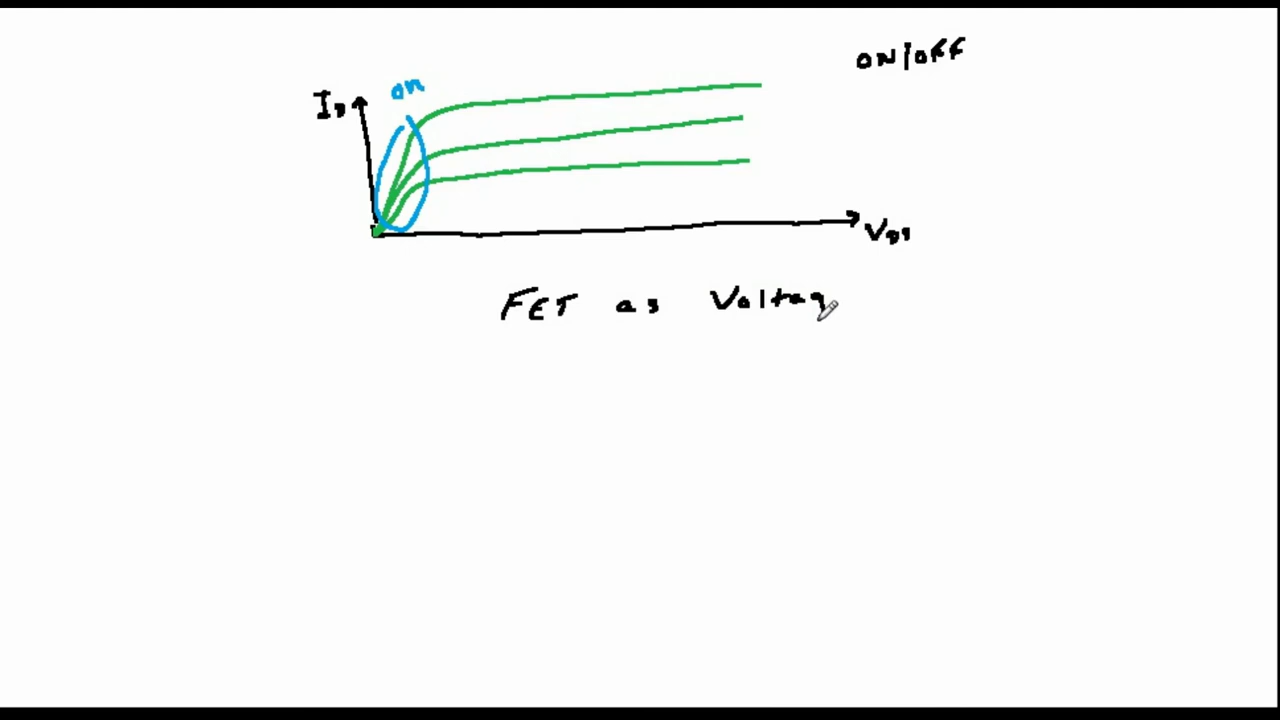 ON/OFF
on
ID
VDS
FET as Voltag